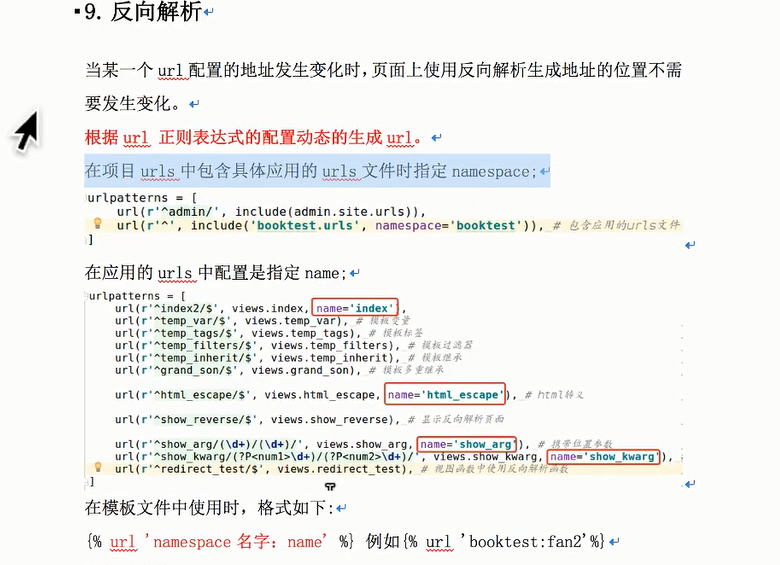 9. 反向解析
当某一个 url 配置的地址发生变化时,页面上使用反向解析生成地址的位置不需
要发生变化。
根据 url 正则表达式的配置动态的生成 url。
在项目 urls 中包含具体应用的 urls 文件时指定 namespace;
urlpatterns = [
    url(r'^admin/', include(admin.site.urls)),
    url(r'^', include('booktest.urls', namespace='booktest')), # 包含应用的urls文件
]
在应用的 urls 中配置是指定 name;
urlpatterns = [
    url(r'^index2/$', views.index, name='index'),
    url(r'^temp_var/$', views.temp_var), # 模板变量
    url(r'^temp_tags/$', views.temp_tags), # 模板标签
    url(r'^temp_filters/$', views.temp_filters), # 模板过滤器
    url(r'^temp_inherit/$', views.temp_inherit), # 模板继承
    url(r'^grand_son/$', views.grand_son), # 模板多重继承
    url(r'^html_escape/$', views.html_escape, name='html_escape'), # html转义
    url(r'^show_reverse/$', views.show_reverse), # 显示反向解析页面
    url(r'^show_arg/(\d+)/(\d+)/', views.show_arg, name='show_arg'), # 携带位置参数
    url(r'^show_kwarg/(?P<num1>\d+)/(?P<num2>\d+)/', views.show_kwarg, name='show_kwarg'),
    url(r'^redirect_test/$', views.redirect_test), # 视图函数中使用反向解析函数
]
在模板文件中使用时，格式如下:
{% url 'namespace 名字：name' %} 例如{% url 'booktest:fan2'%}